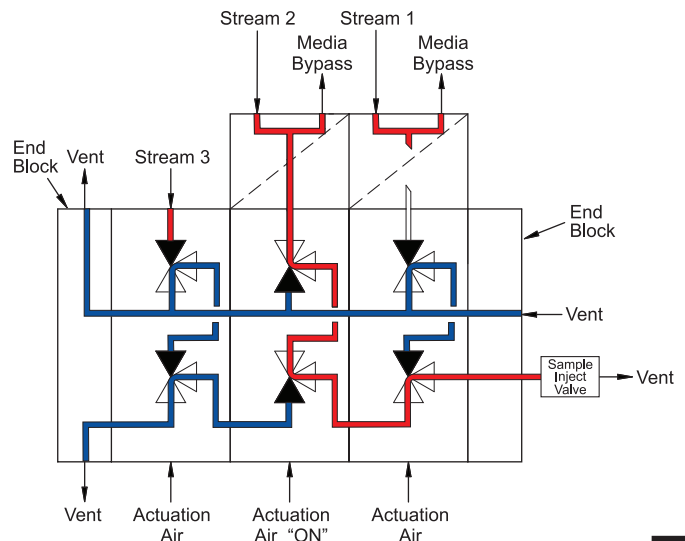 Stream 2
Stream 1
Media
Bypass
Media
Bypass
End
Block
Vent
Stream 3
End
Block
Vent
Sample
Inject
Valve
Vent
Vent
Actuation
Air
Actuation
Air "ON"
Actuation
Air